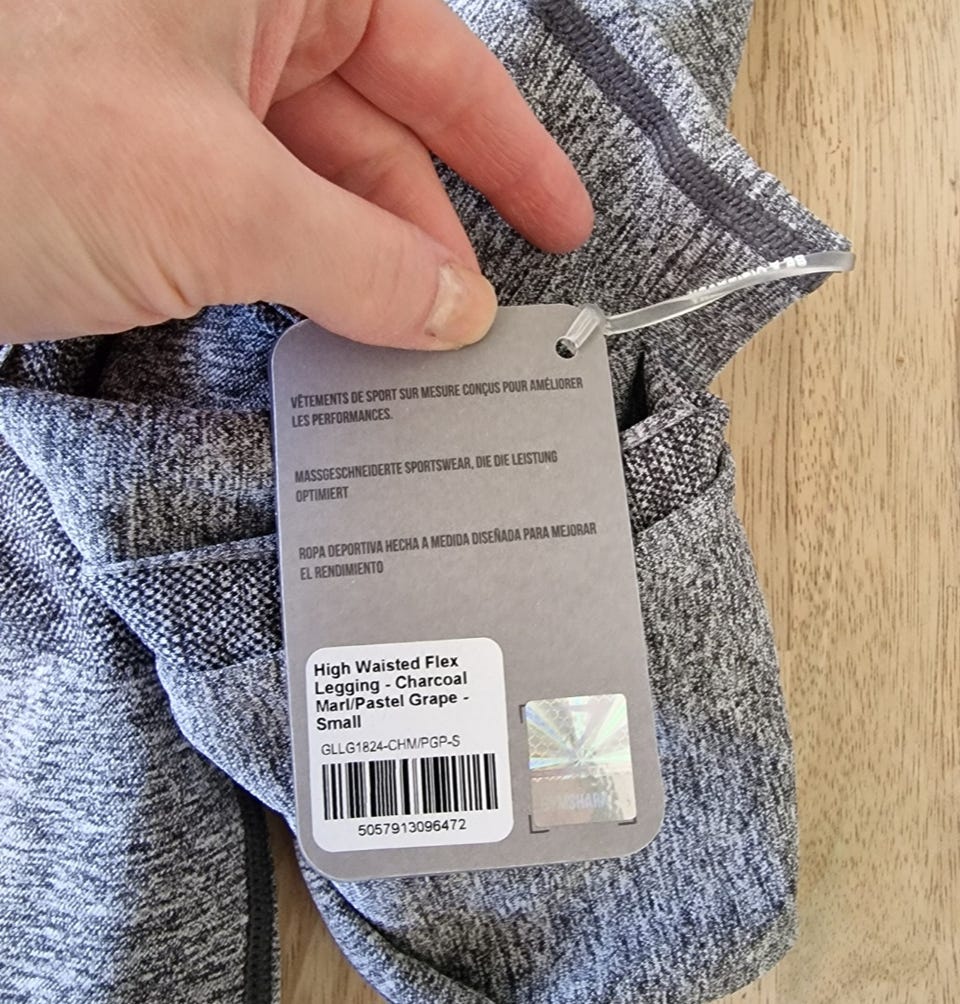 VÊTEMENTS DE SPORT SUR MESURE CONÇUS POUR AMÉLIORER
LES PERFORMANCES.
MASSGESCHNEIDERTE SPORTSWEAR, DIE DIE LEISTUNG
OPTIMIERT
ROPA DEPORTIVA HECHA A MEDIDA DISEÑADA PARA MEJORAR
EL RENDIMIENTO
High Waisted Flex
Legging - Charcoal
Marl/Pastel Grape -
Small
GLLG1824-CHM/PGP-S
5057913096472
GYMSHARK